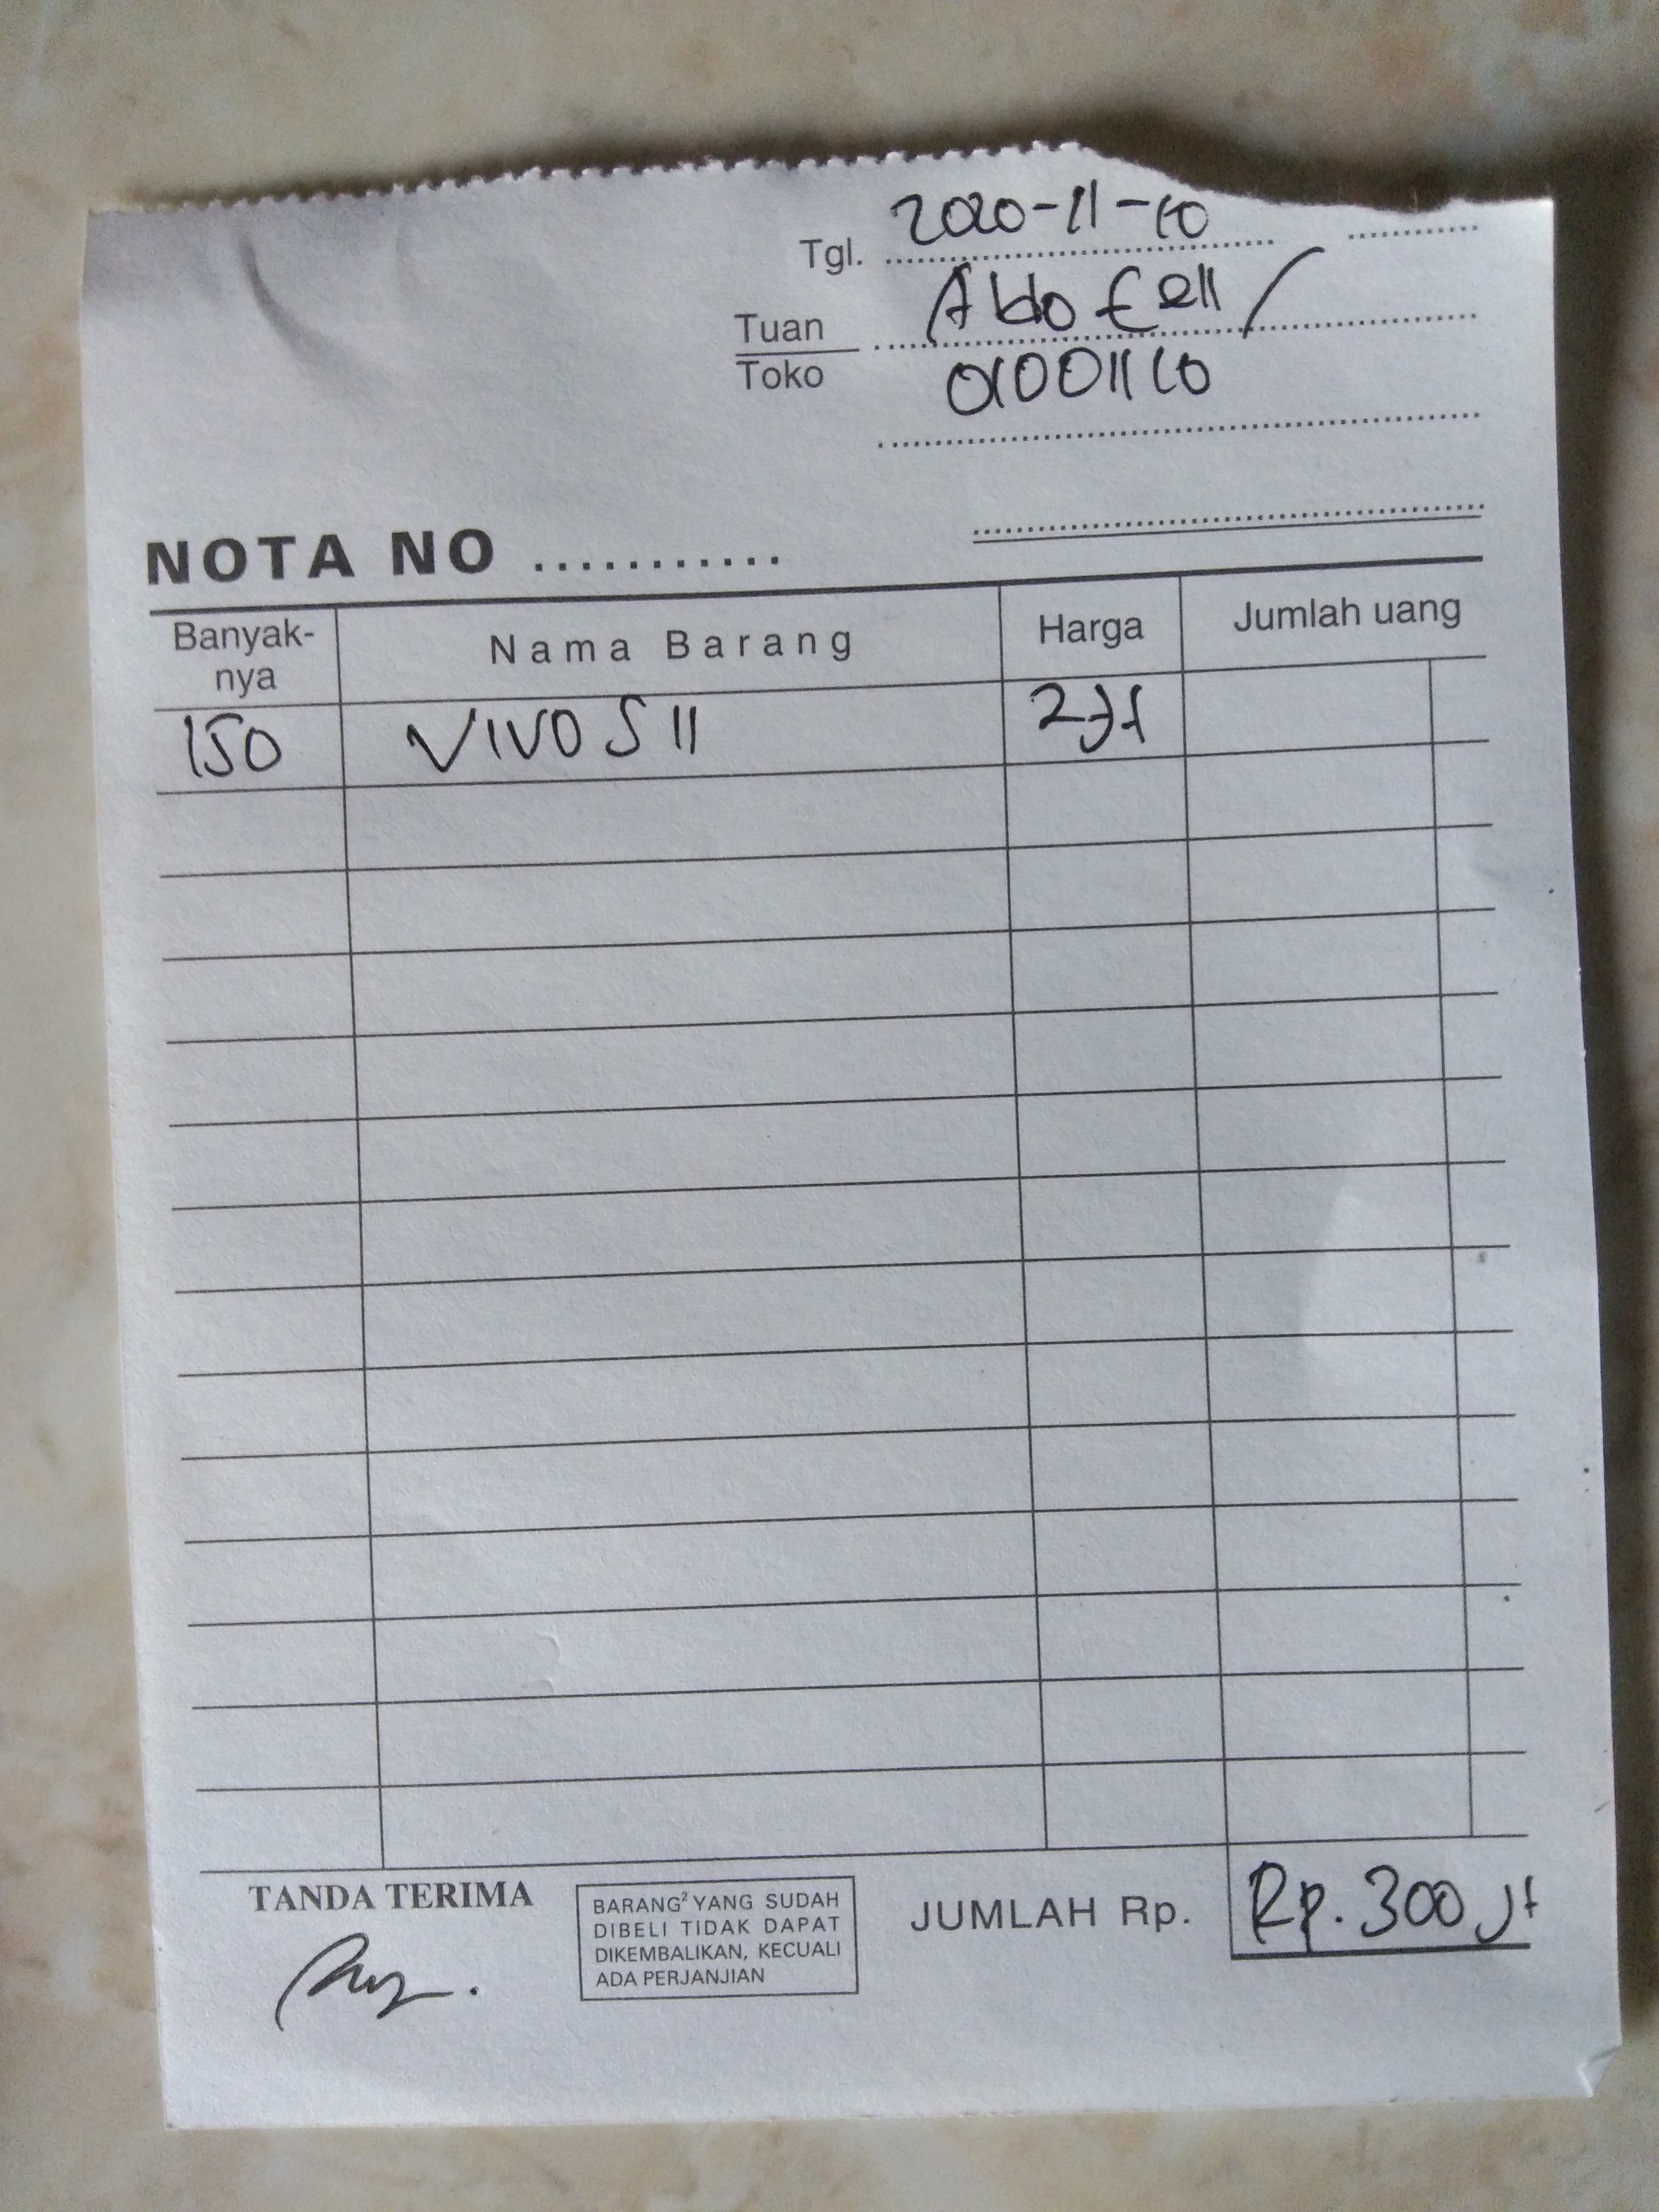 Tgl. 2020-11-10
Tuan Aldo Cell /
Toko 01001110
NOTA NO ...........
Banyak-nya Nama Barang Harga Jumlah uang
150 VIVO S11 2jt
TANDA TERIMA
BARANG² YANG SUDAH
DIBELI TIDAK DAPAT
DIKEMBALIKAN, KECUALI
ADA PERJANJIAN
JUMLAH Rp. Rp. 300 jt